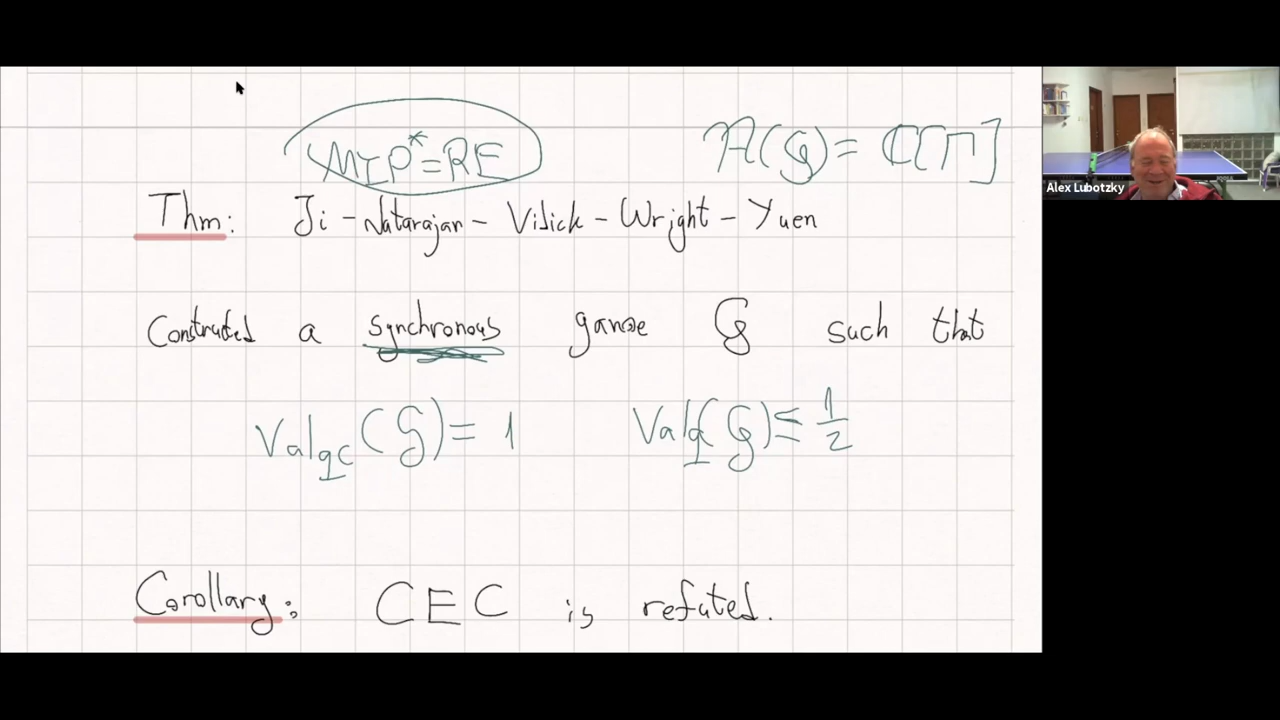 MIP*=RE
A(G)= C[Γ]
Thm: Ji - Natarajan - Vidick - Wright - Yuen
Constructed a synchronous game G such that
Val_qc(G) = 1 Val_q(G) ≤ 1/2
Corollary: CEC is refuted.
Alex Lubotzky